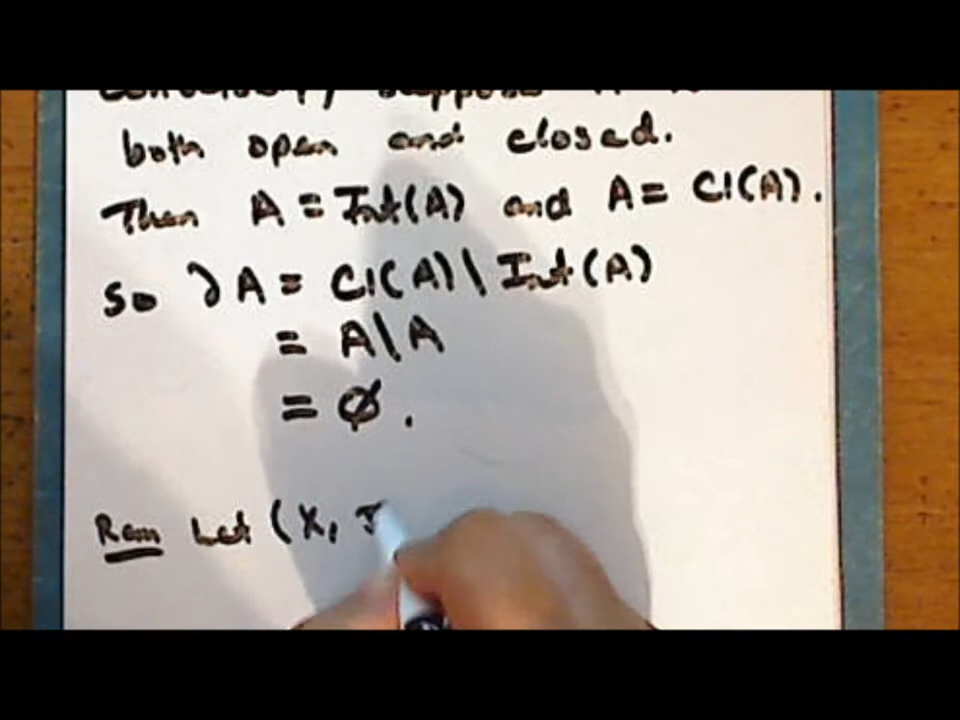 both open and closed.
Then A = Int(A) and A = Cl(A).
So ∂A = Cl(A) \ Int(A)
= A \ A
= Ø.
Rem Let (X,